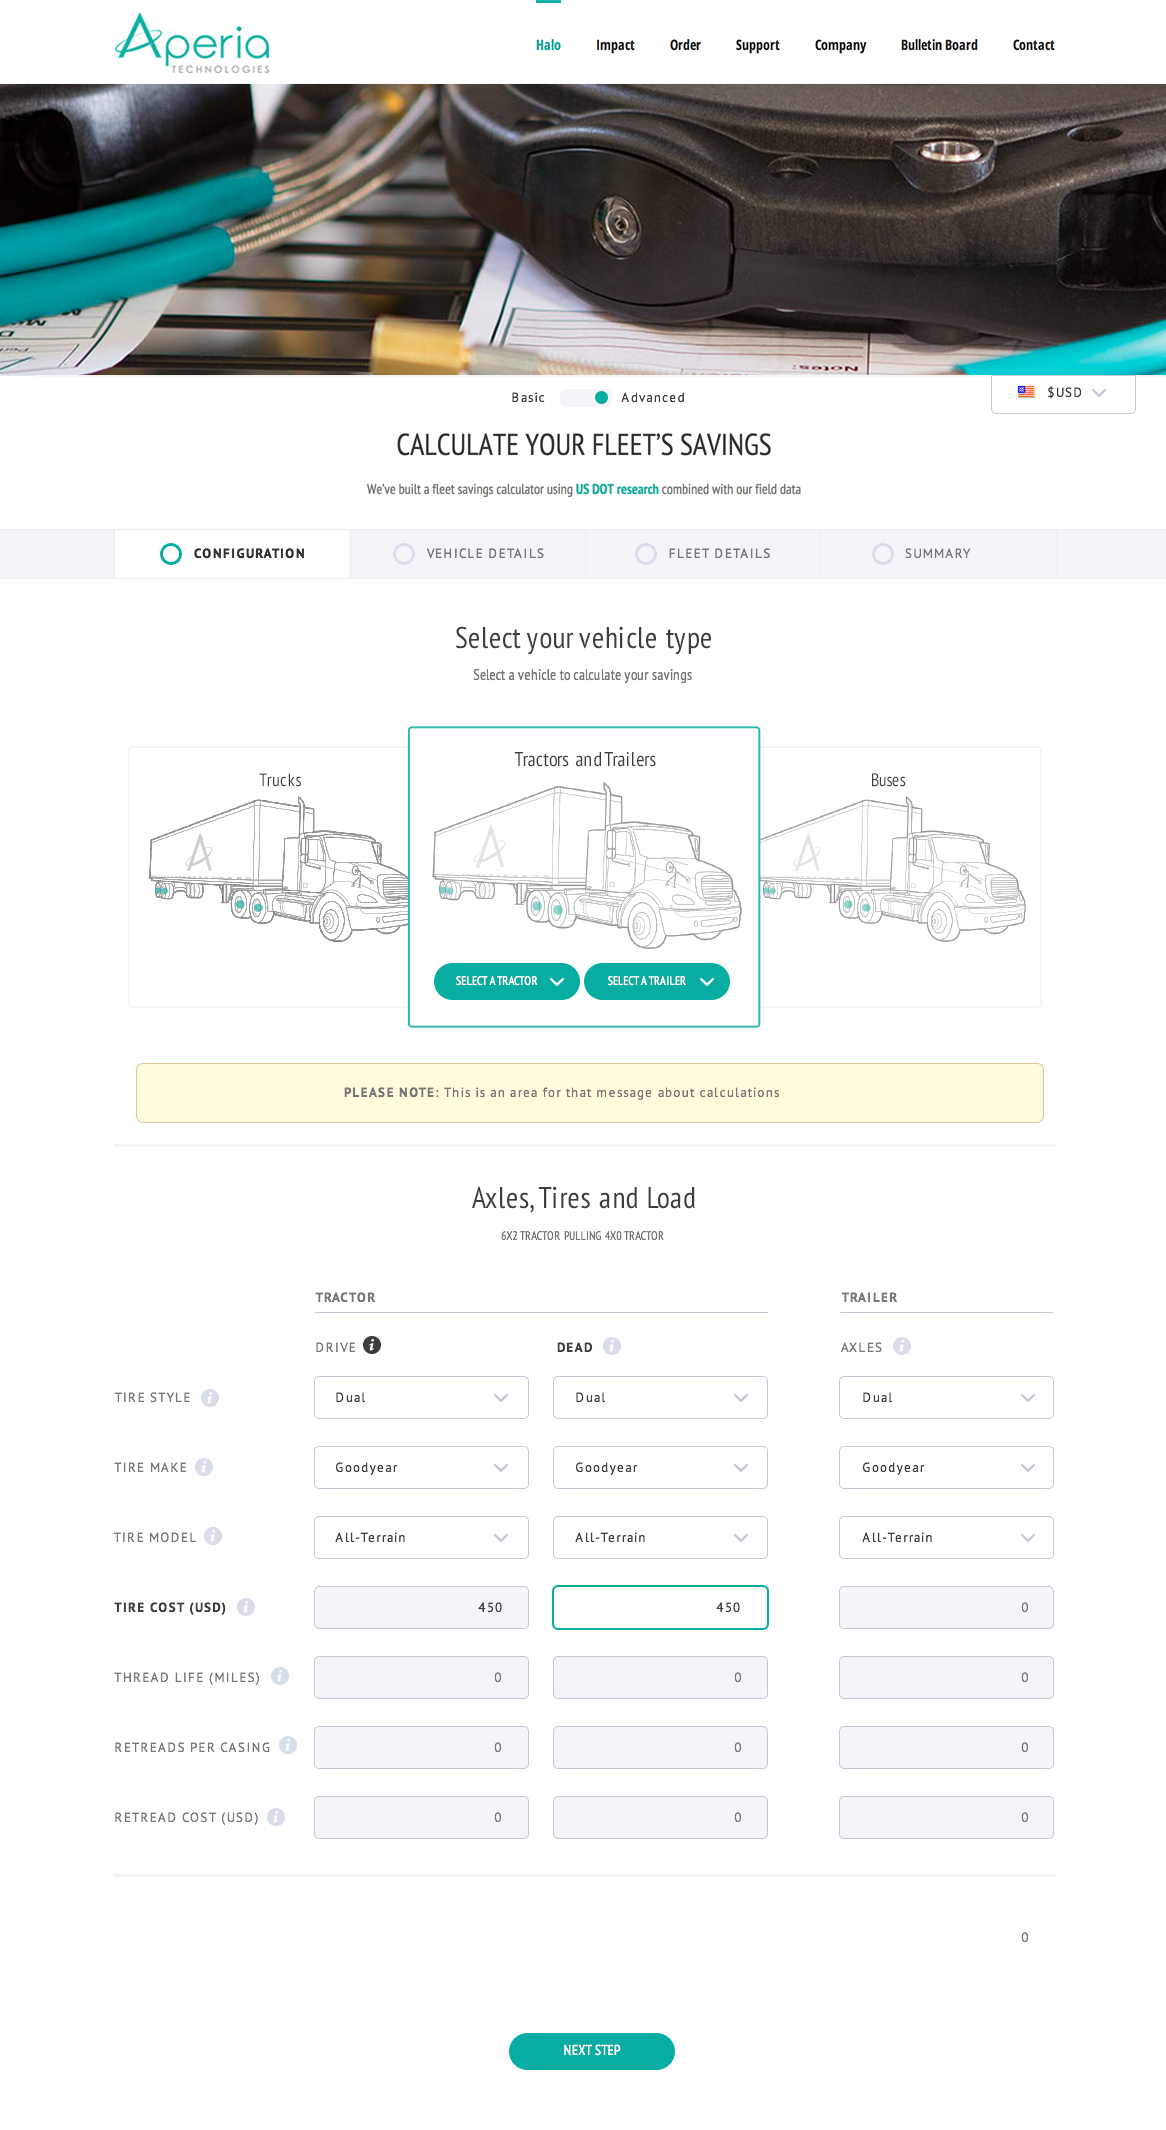 Aperia
TECHNOLOGIES
Halo Impact Order Support Company Bulletin Board Contact
Notes:
Basic Advanced
$USD
CALCULATE YOUR FLEET'S SAVINGS
We've built a fleet savings calculator using US DOT research combined with our field data
CONFIGURATION VEHICLE DETAILS FLEET DETAILS SUMMARY
Select your vehicle type
Select a vehicle to calculate your savings
Trucks
Tractors and Trailers
Buses
SELECT A TRACTOR SELECT A TRAILER
PLEASE NOTE: This is an area for that message about calculations
Axles, Tires and Load
6X2 TRACTOR PULLING 4X0 TRACTOR
TRACTOR TRAILER
DRIVE i DEAD i AXLES i
TIRE STYLE i Dual Dual Dual
TIRE MAKE i Goodyear Goodyear Goodyear
TIRE MODEL i All-Terrain All-Terrain All-Terrain
TIRE COST (USD) i 450 450 0
THREAD LIFE (MILES) i 0 0 0
RETREADS PER CASING i 0 0 0
RETREAD COST (USD) i 0 0 0
0
NEXT STEP